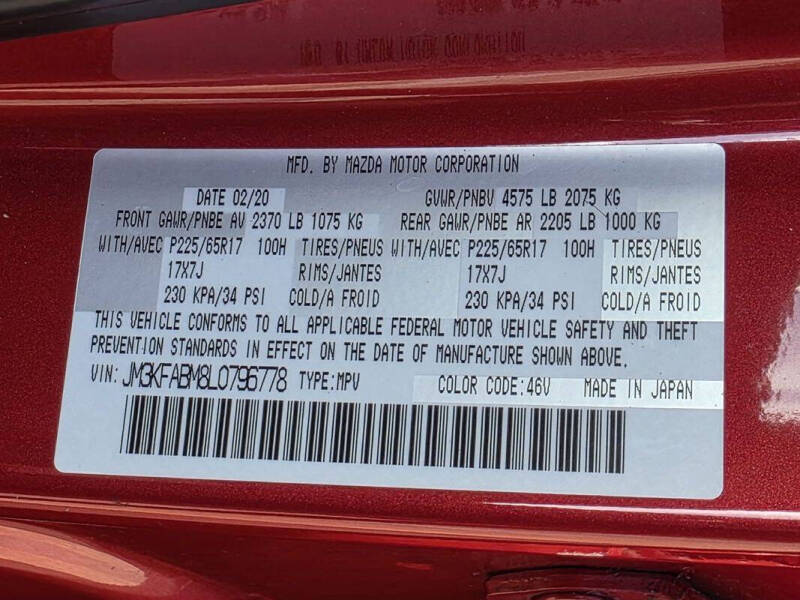 MFD. BY MAZDA MOTOR CORPORATION
DATE 02/20 GVWR/PNBV 4575 LB 2075 KG
FRONT GAWR/PNBE AV 2370 LB 1075 KG REAR GAWR/PNBE AR 2205 LB 1000 KG
WITH/AVEC P225/65R17 100H TIRES/PNEUS WITH/AVEC P225/65R17 100H TIRES/PNEUS
17X7J RIMS/JANTES 17X7J RIMS/JANTES
230 KPA/34 PSI COLD/A FROID 230 KPA/34 PSI COLD/A FROID
THIS VEHICLE CONFORMS TO ALL APPLICABLE FEDERAL MOTOR VEHICLE SAFETY AND THEFT
PREVENTION STANDARDS IN EFFECT ON THE DATE OF MANUFACTURE SHOWN ABOVE.
VIN: JM3KFABM8L0796778 TYPE:MPV COLOR CODE:46V MADE IN JAPAN